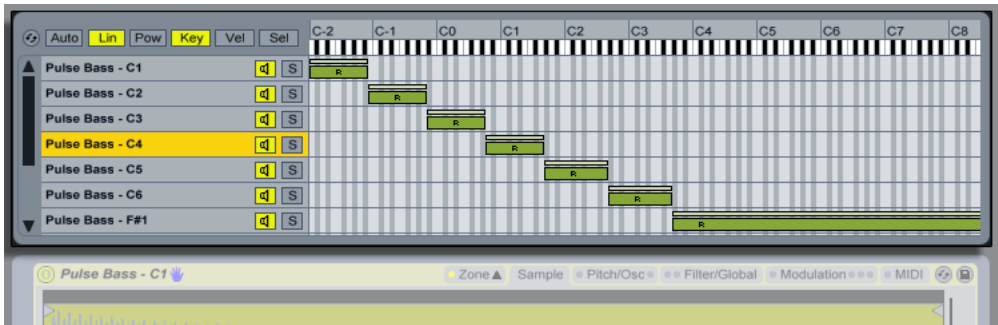 Auto Lin Pow Key Vel Sel C-2 C-1 C0 C1 C2 C3 C4 C5 C6 C7 C8
Pulse Bass - C1 S R
Pulse Bass - C2 S R
Pulse Bass - C3 S R
Pulse Bass - C4 S R
Pulse Bass - C5 S R
Pulse Bass - C6 S R
Pulse Bass - F#1 S R
Pulse Bass - C1 Zone Sample Pitch/Osc Filter/Global Modulation MIDI